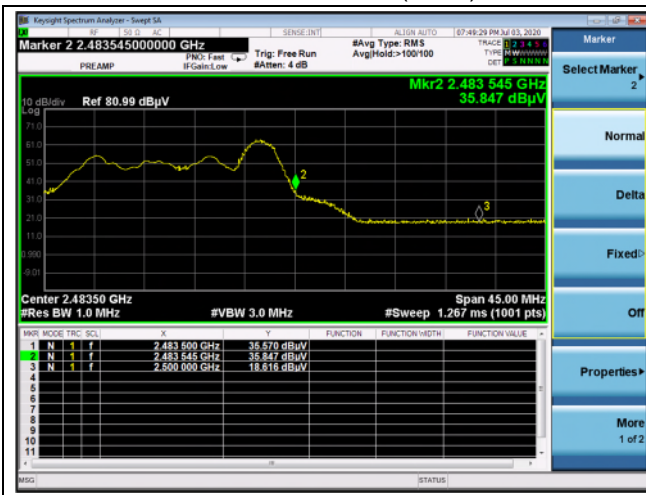 Keysight Spectrum Analyzer - Swept SA
RF 50 Ω AC SENSE:INT ALIGN AUTO 07:49:29 PM Jul 03, 2020
Marker 2 2.483545000000 GHz
PREAMP
PNO: Fast
IFGain:Low
Trig: Free Run
#Atten: 4 dB
#Avg Type: RMS
Avg|Hold:>100/100
TRACE 1 2 3 4 5 6
TYPE M W W W W W
DET P S N N N N
Mkr2 2.483 545 GHz
35.847 dBµV
10 dB/div Ref 80.99 dBµV
Log
71.0
61.0
51.0
41.0
31.0
21.0
11.0
0.990
-9.01
2
3
Center 2.48350 GHz
Span 45.00 MHz
#Res BW 1.0 MHz
#VBW 3.0 MHz
#Sweep 1.267 ms (1001 pts)
MKR MODE TRC SCL X Y FUNCTION FUNCTION WIDTH FUNCTION VALUE
1 N 1 f 2.483 500 GHz 35.570 dBµV
2 N 1 f 2.483 545 GHz 35.847 dBµV
3 N 1 f 2.500 000 GHz 18.616 dBµV
4
5
6
7
8
9
10
11
MSG
STATUS
Marker
Select Marker
2
Normal
Delta
Fixed
Off
Properties
More
1 of 2